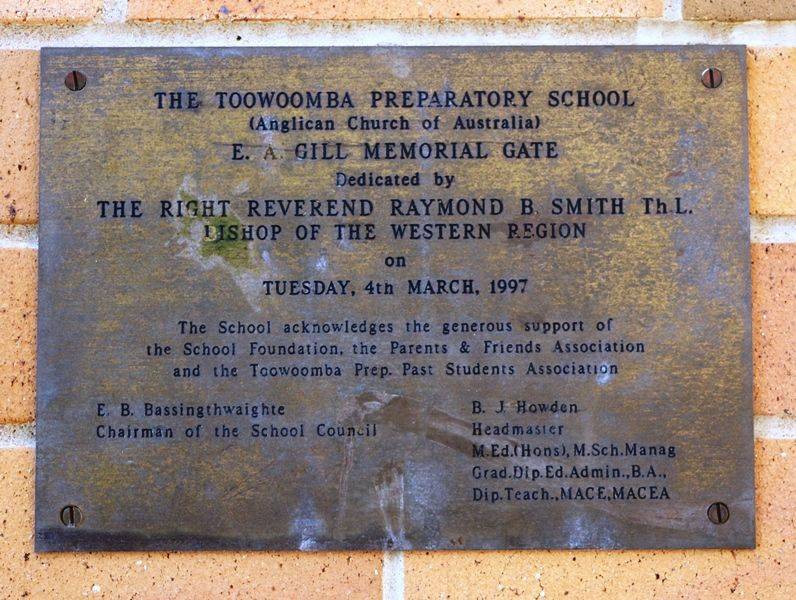 THE TOOWOOMBA PREPARATORY SCHOOL
(Anglican Church of Australia)
E. A. GILL MEMORIAL GATE
Dedicated by
THE RIGHT REVEREND RAYMOND B. SMITH Th.L.
BISHOP OF THE WESTERN REGION
on
TUESDAY, 4th MARCH, 1997
The School acknowledges the generous support of
the School Foundation, the Parents & Friends Association
and the Toowoomba Prep. Past Students Association
E. B. Bassingthwaighte
Chairman of the School Council
B. J. Howden
Headmaster
M.Ed.(Hons), M.Sch.Manag
Grad.Dip.Ed.Admin.,B.A.,
Dip.Teach.,MACE,MACEA